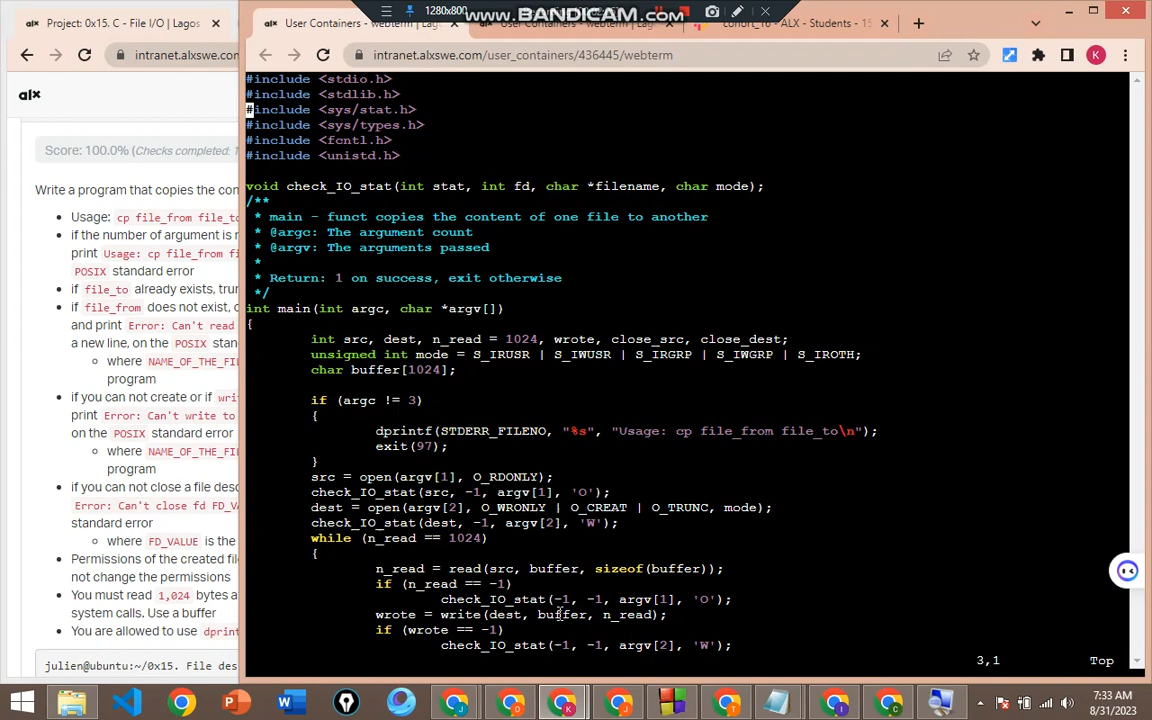 Project: 0x15. C - File I/O | Lagos
User Containers - webterm | Lag
1280x800
www.BANDICAM.com
cohort_10 - ALX - Students - 15
intranet.alxswe.com/
intranet.alxswe.com/user_containers/436445/webterm
K
alx
Score: 100.0% (Checks completed: 1
Write a program that copies the con
Usage: cp file_from file_to
if the number of argument is n
print Usage: cp file_from fi
POSIX standard error
if file_to already exists, trun
if file_from does not exist, o
and print Error: Can't read
a new line, on the POSIX stan
where NAME_OF_THE_FIL
program
if you can not create or if writ
print Error: Can't write to
on the POSIX standard error
where NAME_OF_THE_FIL
program
if you can not close a file desc
Error: Can't close fd FD_VA
standard error
where FD_VALUE is the
Permissions of the created fi
not change the permissions
You must read 1,024 bytes a
system calls. Use a buffer
You are allowed to use dprint
julien@ubuntu:~/0x15. File des
#include <stdio.h>
#include <stdlib.h>
#include <sys/stat.h>
#include <sys/types.h>
#include <fcntl.h>
#include <unistd.h>
void check_IO_stat(int stat, int fd, char *filename, char mode);
/**
 * main - funct copies the content of one file to another
 * @argc: The argument count
 * @argv: The arguments passed
 *
 * Return: 1 on success, exit otherwise
 */
int main(int argc, char *argv[])
{
int src, dest, n_read = 1024, wrote, close_src, close_dest;
unsigned int mode = S_IRUSR | S_IWUSR | S_IRGRP | S_IWGRP | S_IROTH;
char buffer[1024];
if (argc != 3)
{
dprintf(STDERR_FILENO, "%s", "Usage: cp file_from file_to\n");
exit(97);
}
src = open(argv[1], O_RDONLY);
check_IO_stat(src, -1, argv[1], 'O');
dest = open(argv[2], O_WRONLY | O_CREAT | O_TRUNC, mode);
check_IO_stat(dest, -1, argv[2], 'W');
while (n_read == 1024)
{
n_read = read(src, buffer, sizeof(buffer));
if (n_read == -1)
check_IO_stat(-1, -1, argv[1], 'O');
wrote = write(dest, buffer, n_read);
if (wrote == -1)
check_IO_stat(-1, -1, argv[2], 'W');
3,1 Top
7:33 AM
8/31/2023